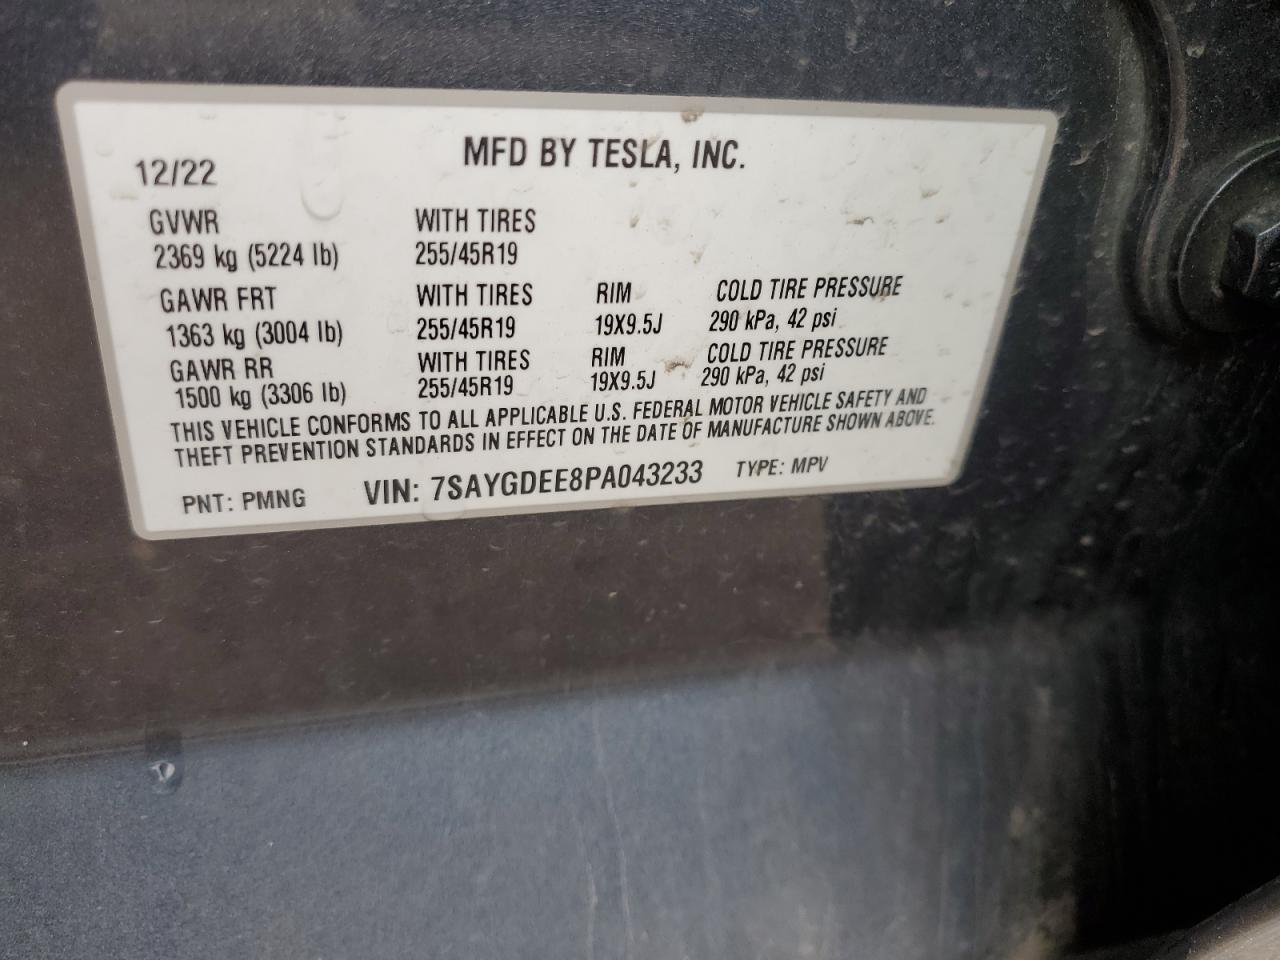 MFD BY TESLA, INC.
12/22
GVWR WITH TIRES
2369 kg (5224 lb) 255/45R19
GAWR FRT WITH TIRES RIM COLD TIRE PRESSURE
1363 kg (3004 lb) 255/45R19 19X9.5J 290 kPa, 42 psi
GAWR RR WITH TIRES RIM COLD TIRE PRESSURE
1500 kg (3306 lb) 255/45R19 19X9.5J 290 kPa, 42 psi
THIS VEHICLE CONFORMS TO ALL APPLICABLE U.S. FEDERAL MOTOR VEHICLE SAFETY AND
THEFT PREVENTION STANDARDS IN EFFECT ON THE DATE OF MANUFACTURE SHOWN ABOVE.
PNT: PMNG VIN: 7SAYGDEE8PA043233 TYPE: MPV